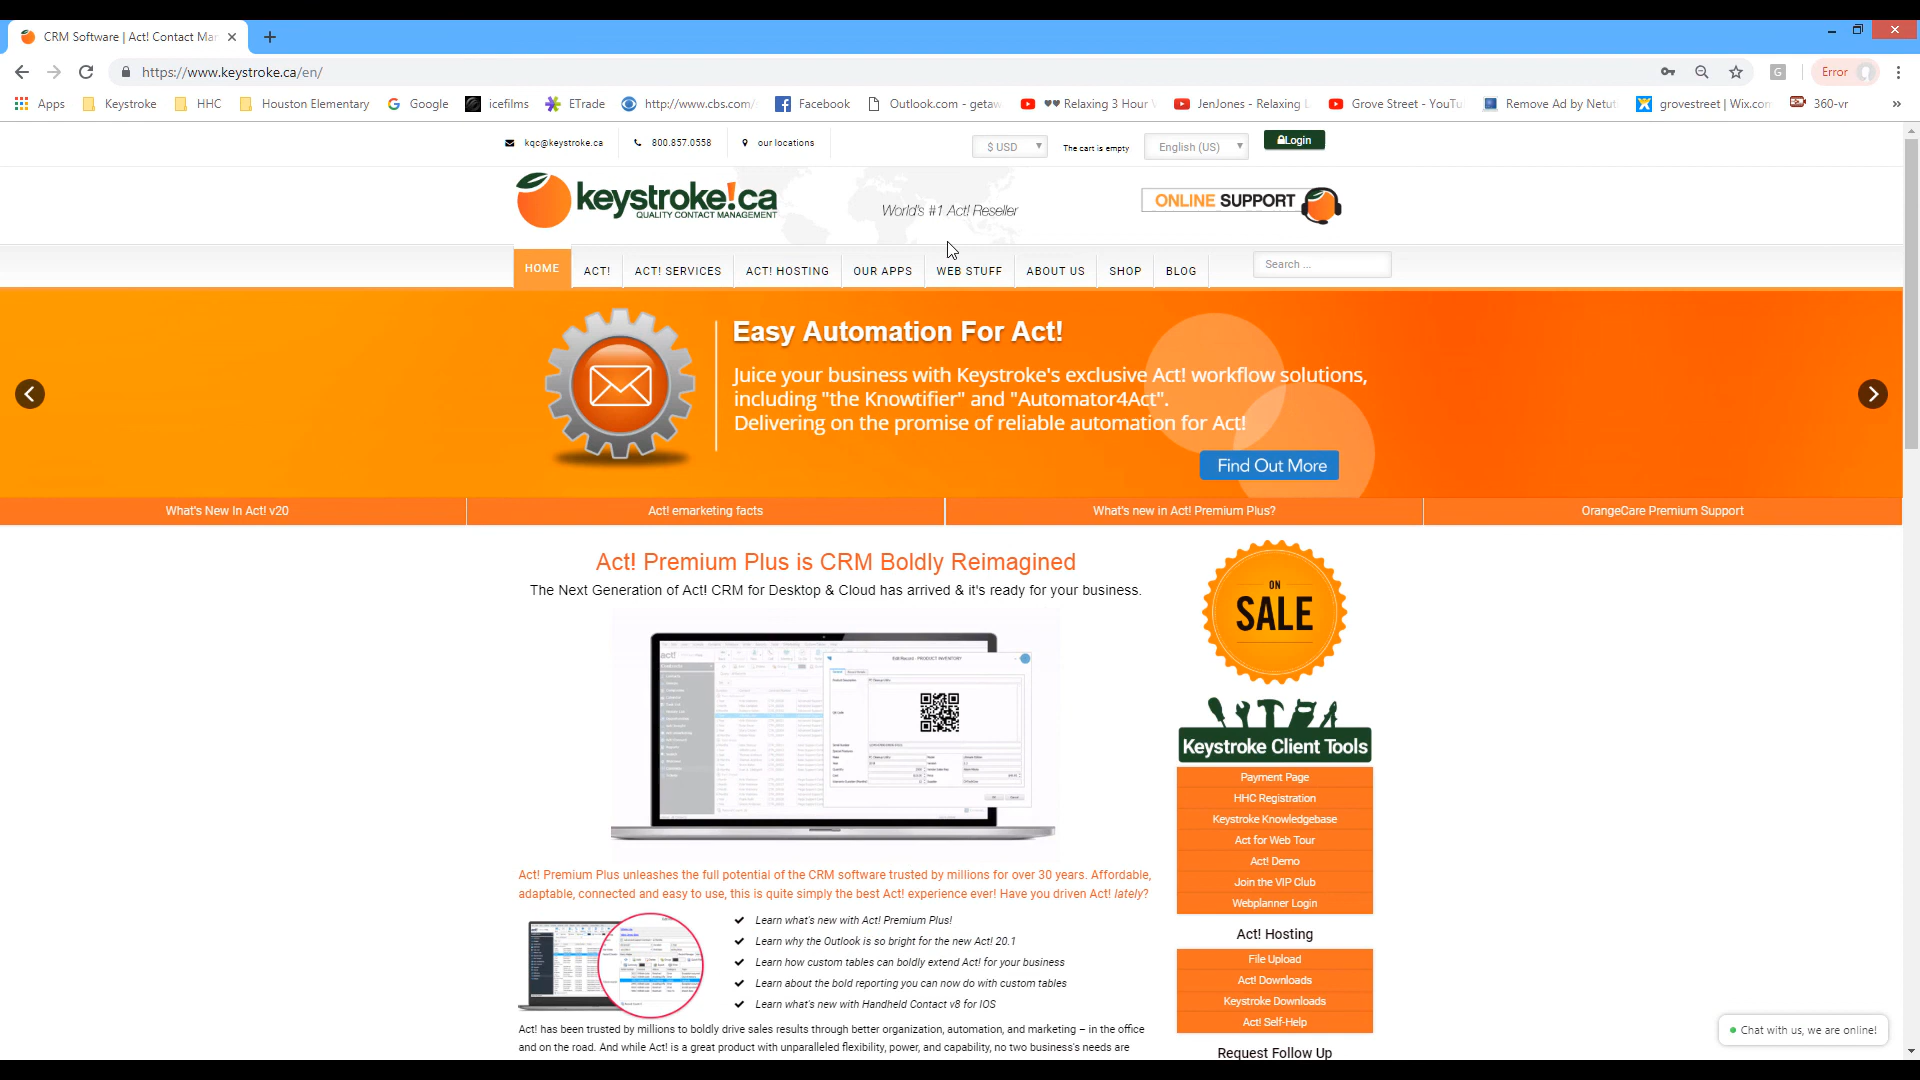 CRM Software | Act! Contact Mar
https://www.keystroke.ca/en/
Error
Apps
Keystroke
HHC
Houston Elementary
Google
icefilms
ETrade
http://www.cbs.com/
Facebook
Outlook.com - getaw
♥♥ Relaxing 3 Hour
JenJones - Relaxing
Grove Street - YouTu
Remove Ad by Netut
grovestreet | Wix.com
360-vr
»
kqc@keystroke.ca
800.857.0558
our locations
$ USD
The cart is empty
English (US)
Login
keystroke!ca
QUALITY CONTACT MANAGEMENT
World's #1 Act! Reseller
ONLINE SUPPORT
HOME
ACT!
ACT! SERVICES
ACT! HOSTING
OUR APPS
WEB STUFF
ABOUT US
SHOP
BLOG
Search ...
Easy Automation For Act!
Juice your business with Keystroke's exclusive Act! workflow solutions,
including "the Knowtifier" and "Automator4Act".
Delivering on the promise of reliable automation for Act!
Find Out More
What's New In Act! v20
Act! emarketing facts
What's new in Act! Premium Plus?
OrangeCare Premium Support
Act! Premium Plus is CRM Boldly Reimagined
The Next Generation of Act! CRM for Desktop & Cloud has arrived & it's ready for your business.
act!
Edit Record - PRODUCT INVENTORY
Act! Premium Plus unleashes the full potential of the CRM software trusted by millions for over 30 years. Affordable,
adaptable, connected and easy to use, this is quite simply the best Act! experience ever! Have you driven Act! lately?
Learn what's new with Act! Premium Plus!
Learn why the Outlook is so bright for the new Act! 20.1
Learn how custom tables can boldly extend Act! for your business
Learn about the bold reporting you can now do with custom tables
Learn what's new with Handheld Contact v8 for IOS
Act! has been trusted by millions to boldly drive sales results through better organization, automation, and marketing – in the office
and on the road. And while Act! is a great product with unparalleled flexibility, power, and capability, no two business's needs are
ON
SALE
Keystroke Client Tools
Payment Page
HHC Registration
Keystroke Knowledgebase
Act for Web Tour
Act! Demo
Join the VIP Club
Webplanner Login
Act! Hosting
File Upload
Act! Downloads
Keystroke Downloads
Act! Self-Help
Request Follow Up
Chat with us, we are online!